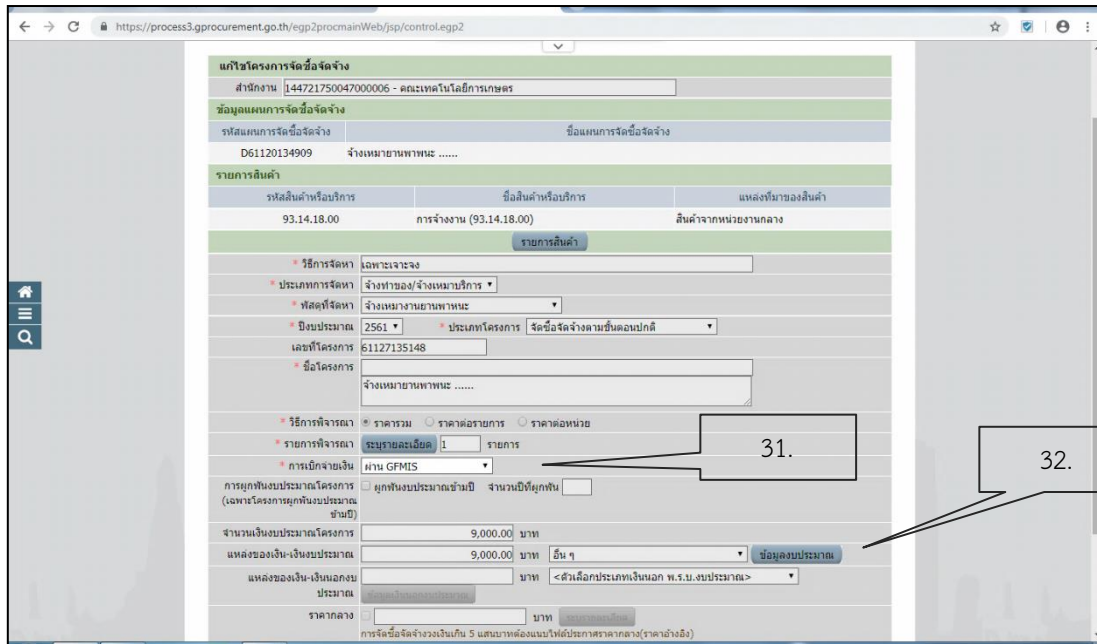 https://process3.gprocurement.go.th/egp2procmainWeb/jsp/control.egp2
แก้ไขโครงการจัดซื้อจัดจ้าง
สำนักงาน 144721750047000006 - คณะเทคโนโลยีการเกษตร
ข้อมูลแผนการจัดซื้อจัดจ้าง
รหัสแผนการจัดซื้อจัดจ้าง ชื่อแผนการจัดซื้อจัดจ้าง
D61120134909 จ้างเหมายานพาหนะ ......
รายการสินค้า
รหัสสินค้าหรือบริการ ชื่อสินค้าหรือบริการ แหล่งที่มาของสินค้า
93.14.18.00 การจ้างงาน (93.14.18.00) สินค้าจากหน่วยงานกลาง
รายการสินค้า
* วิธีการจัดหา เฉพาะเจาะจง
* ประเภทการจัดหา จ้างทำของ/จ้างเหมาบริการ
* พัสดุที่จัดหา จ้างเหมางานยานพาหนะ
* ปีงบประมาณ 2561 * ประเภทโครงการ จัดซื้อจัดจ้างตามขั้นตอนปกติ
เลขที่โครงการ 61127135148
* ชื่อโครงการ
จ้างเหมายานพาหนะ ......
* วิธีการพิจารณา ราคารวม ราคาต่อรายการ ราคาต่อหน่วย
* รายการพิจารณา ระบุรายละเอียด 1 รายการ
31.
* การเบิกจ่ายเงิน ผ่าน GFMIS
32.
การผูกพันงบประมาณโครงการ ผูกพันงบประมาณข้ามปี จำนวนปีที่ผูกพัน
(เฉพาะโครงการผูกพันงบประมาณ
ข้ามปี)
จำนวนเงินงบประมาณโครงการ 9,000.00 บาท
แหล่งของเงิน-เงินงบประมาณ 9,000.00 บาท อื่น ๆ ข้อมูลงบประมาณ
แหล่งของเงิน-เงินนอกงบ บาท <ตัวเลือกประเภทเงินนอก พ.ร.บ.งบประมาณ>
ประมาณ ข้อมูลเงินนอกงบประมาณ
ราคากลาง บาท ระบุรายละเอียด
การจัดซื้อจัดจ้างวงเงินเกิน 5 แสนบาทต้องแนบไฟล์ประกาศราคากลาง(ราคาอ้างอิง)